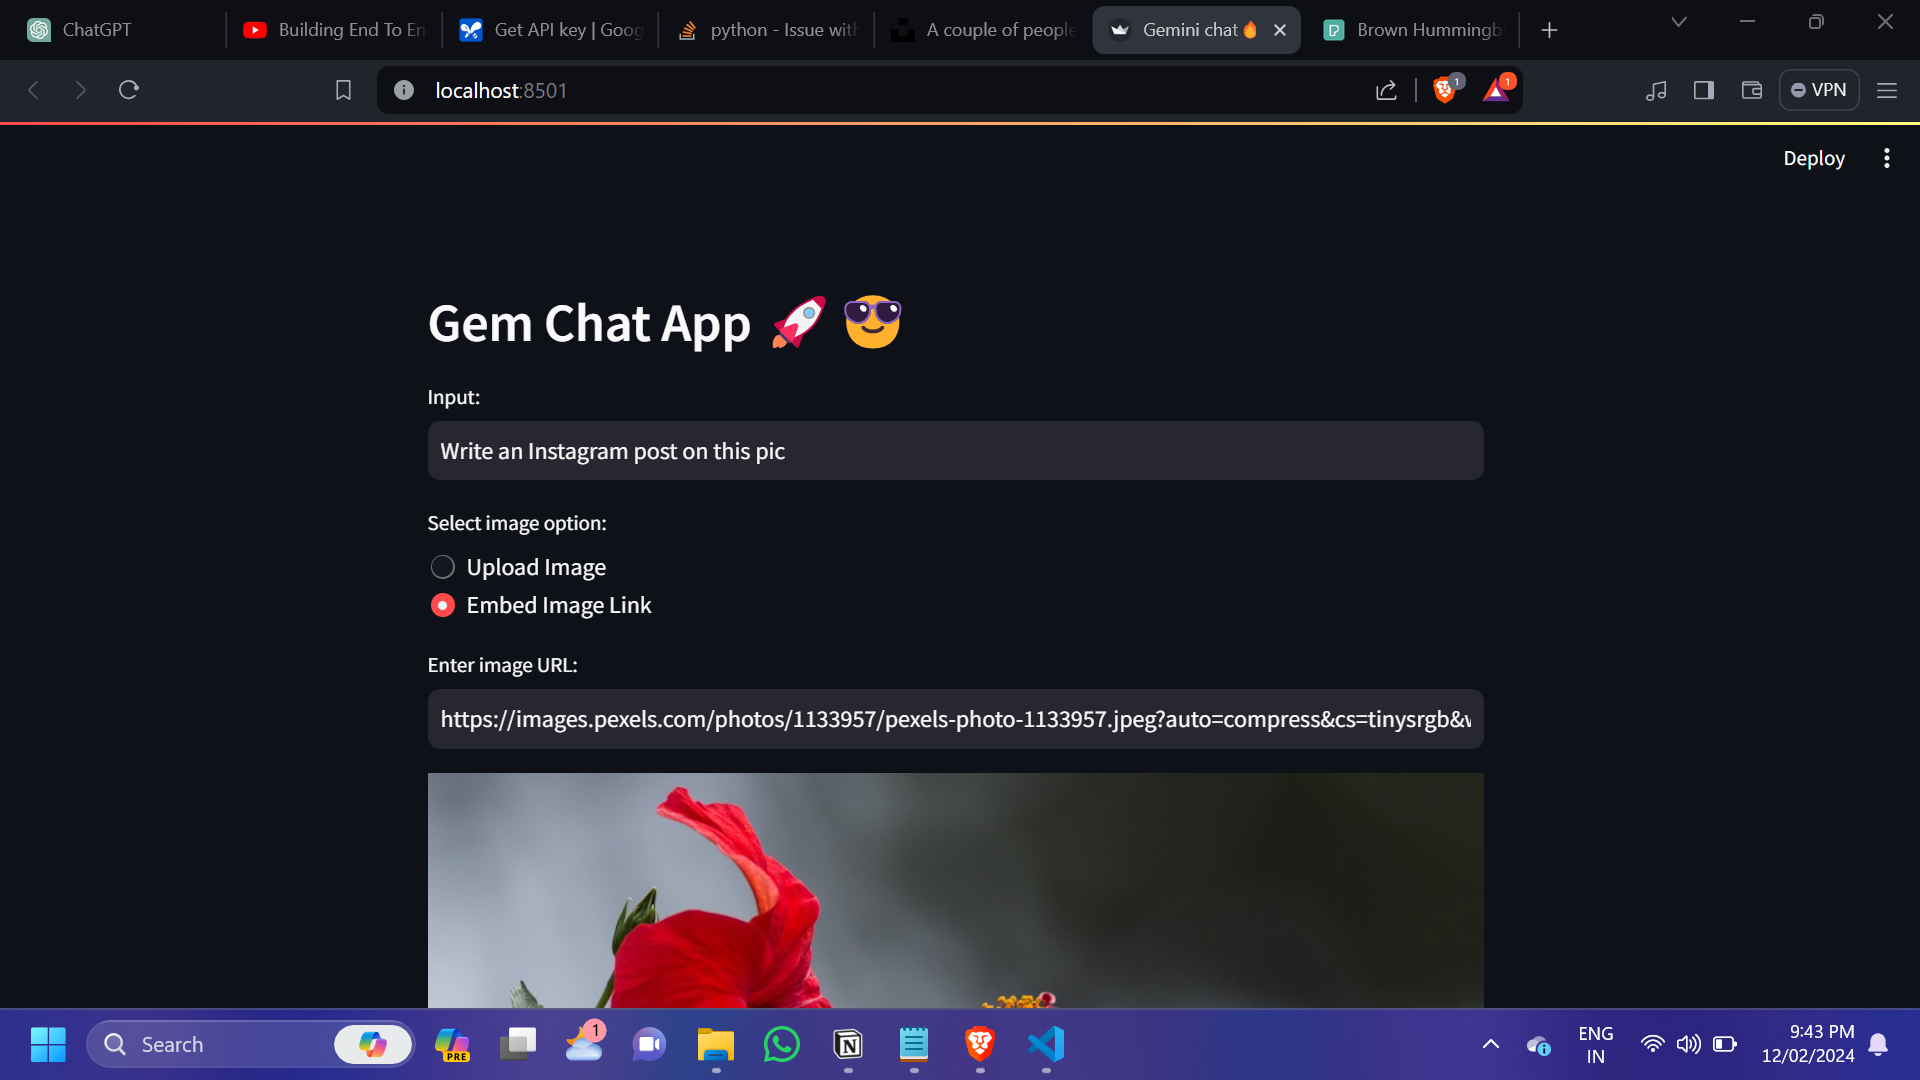 ChatGPT
Building End To En
Get API key | Goog
python - Issue with
A couple of people
Gemini chat🔥
Brown Hummingb
localhost:8501
1
1
VPN
Deploy
Gem Chat App 🚀 😎
Input:
Write an Instagram post on this pic
Select image option:
Upload Image
Embed Image Link
Enter image URL:
https://images.pexels.com/photos/1133957/pexels-photo-1133957.jpeg?auto=compress&cs=tinysrgb&w
Search
PRE
1
ENG
IN
9:43 PM
12/02/2024